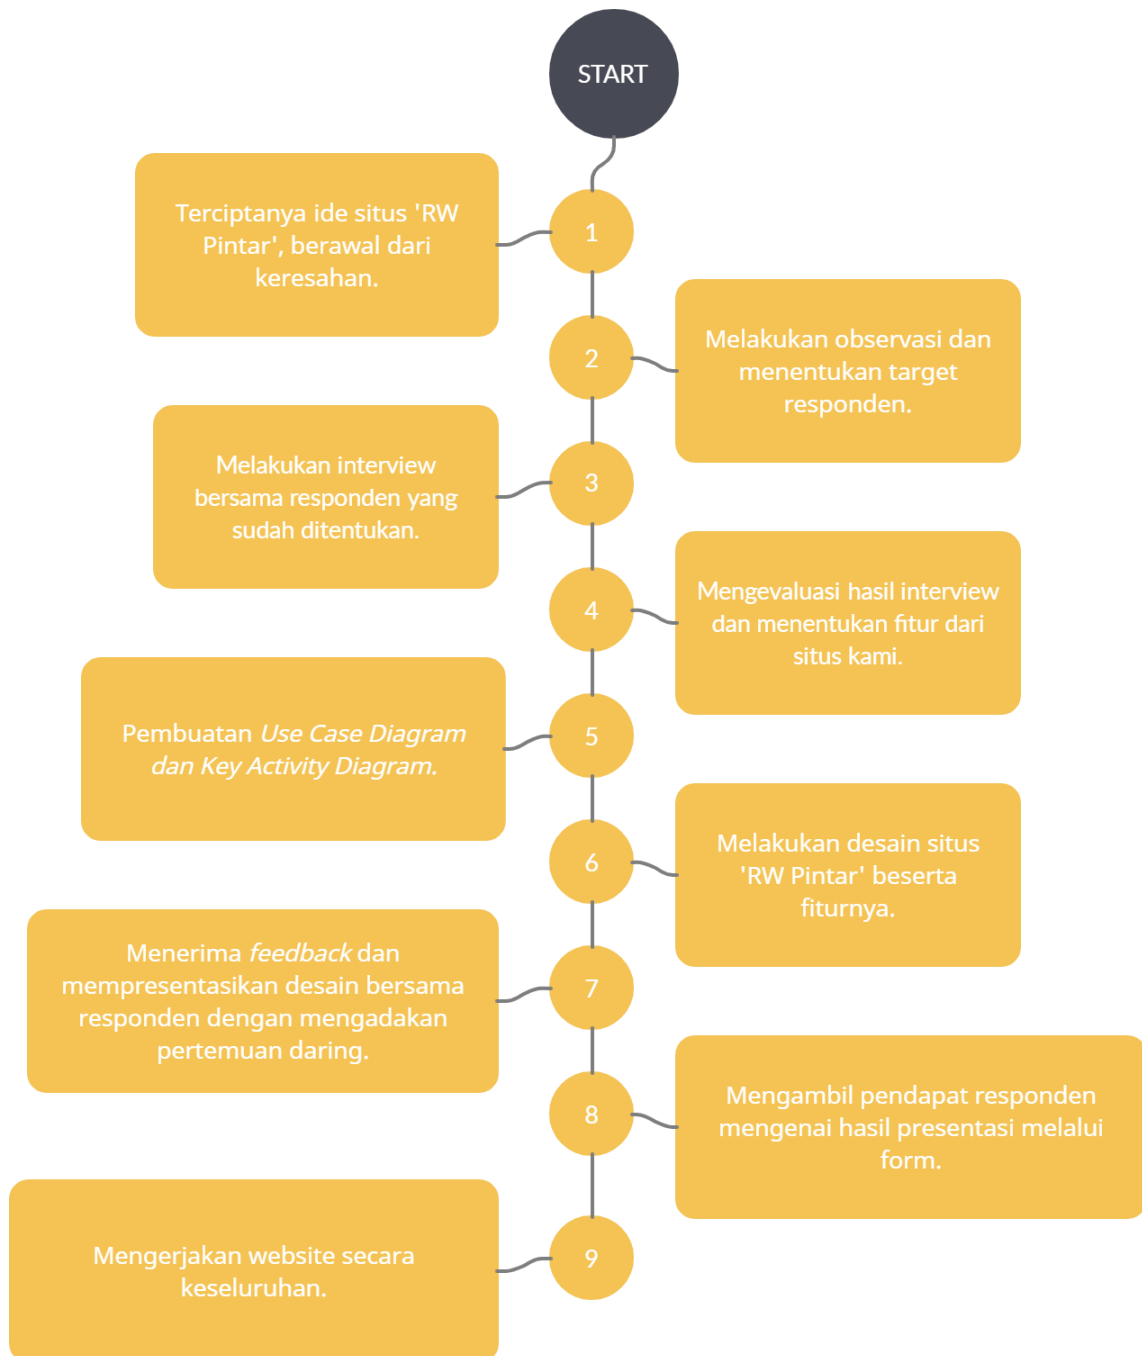 START
1
Terciptanya ide situs 'RW
Pintar', berawal dari
keresahan.
2
Melakukan observasi dan
menentukan target
responden.
3
Melakukan interview
bersama responden yang
sudah ditentukan.
4
Mengevaluasi hasil interview
dan menentukan fitur dari
situs kami.
5
Pembuatan Use Case Diagram
dan Key Activity Diagram.
6
Melakukan desain situs
'RW Pintar' beserta
fiturnya.
7
Menerima feedback dan
mempresentasikan desain bersama
responden dengan mengadakan
pertemuan daring.
8
Mengambil pendapat responden
mengenai hasil presentasi melalui
form.
9
Mengerjakan website secara
keseluruhan.